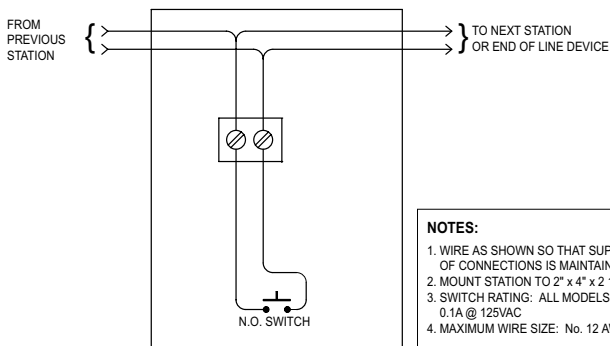 FROM
PREVIOUS
STATION
TO NEXT STATION
OR END OF LINE DEVICE
N.O. SWITCH
NOTES:
1. WIRE AS SHOWN SO THAT
OF CONNECTIONS IS
2. MOUNT STATION TO 2" x 4" x 2
3. SWITCH RATING: ALL MODELS
0.1A @ 125VAC
4. MAXIMUM WIRE SIZE: No. 12